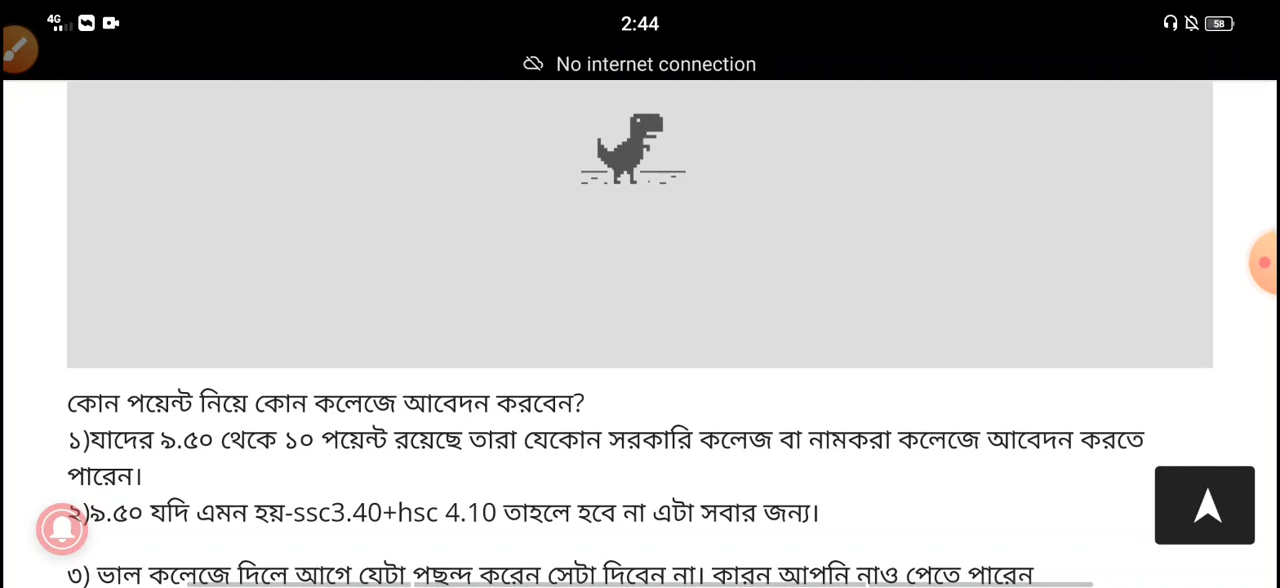 4G
2:44
58
No internet connection
কোন পয়েন্ট নিয়ে কোন কলেজে আবেদন করবেন?
১)যাদের ৯.৫০ থেকে ১০ পয়েন্ট রয়েছে তারা যেকোন সরকারি কলেজ বা নামকরা কলেজে আবেদন করতে
পারেন।
২)৯.৫০ যদি এমন হয়-ssc3.40+hsc 4.10 তাহলে হবে না এটা সবার জন্য।
৩) ভাল কলেজে দিলে আগে যেটা পছন্দ করেন সেটা দিবেন না। কারন আপনি নাও পেতে পারেন